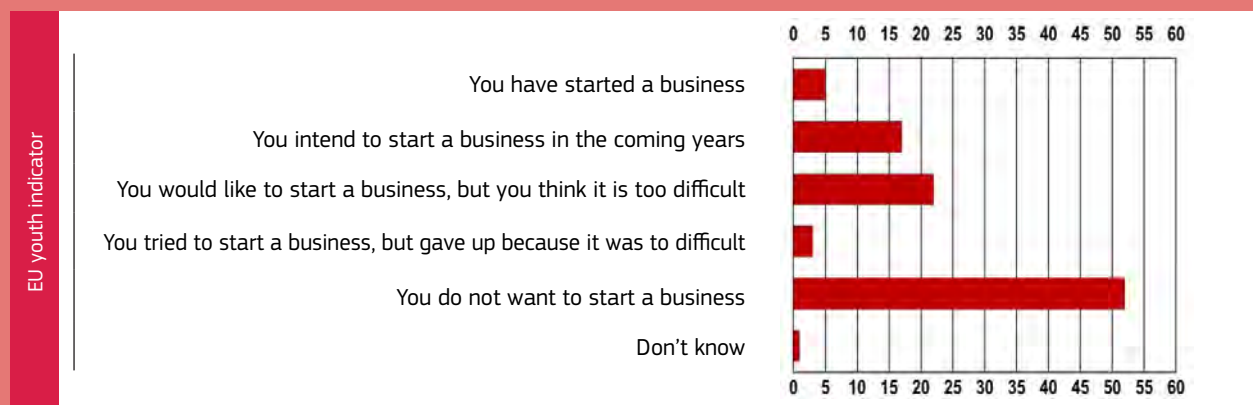 EU youth indicator
0 5 10 15 20 25 30 35 40 45 50 55 60
You have started a business
You intend to start a business in the coming years
You would like to start a business, but you think it is too difficult
You tried to start a business, but gave up because it was to difficult
You do not want to start a business
Don't know
0 5 10 15 20 25 30 35 40 45 50 55 60